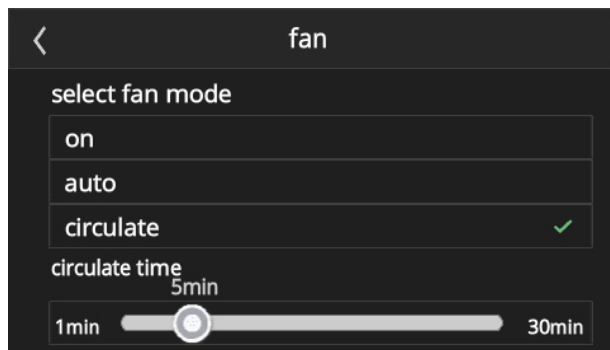 fan
select fan mode
on
auto
circulate
circulate time
5min
1min 30min